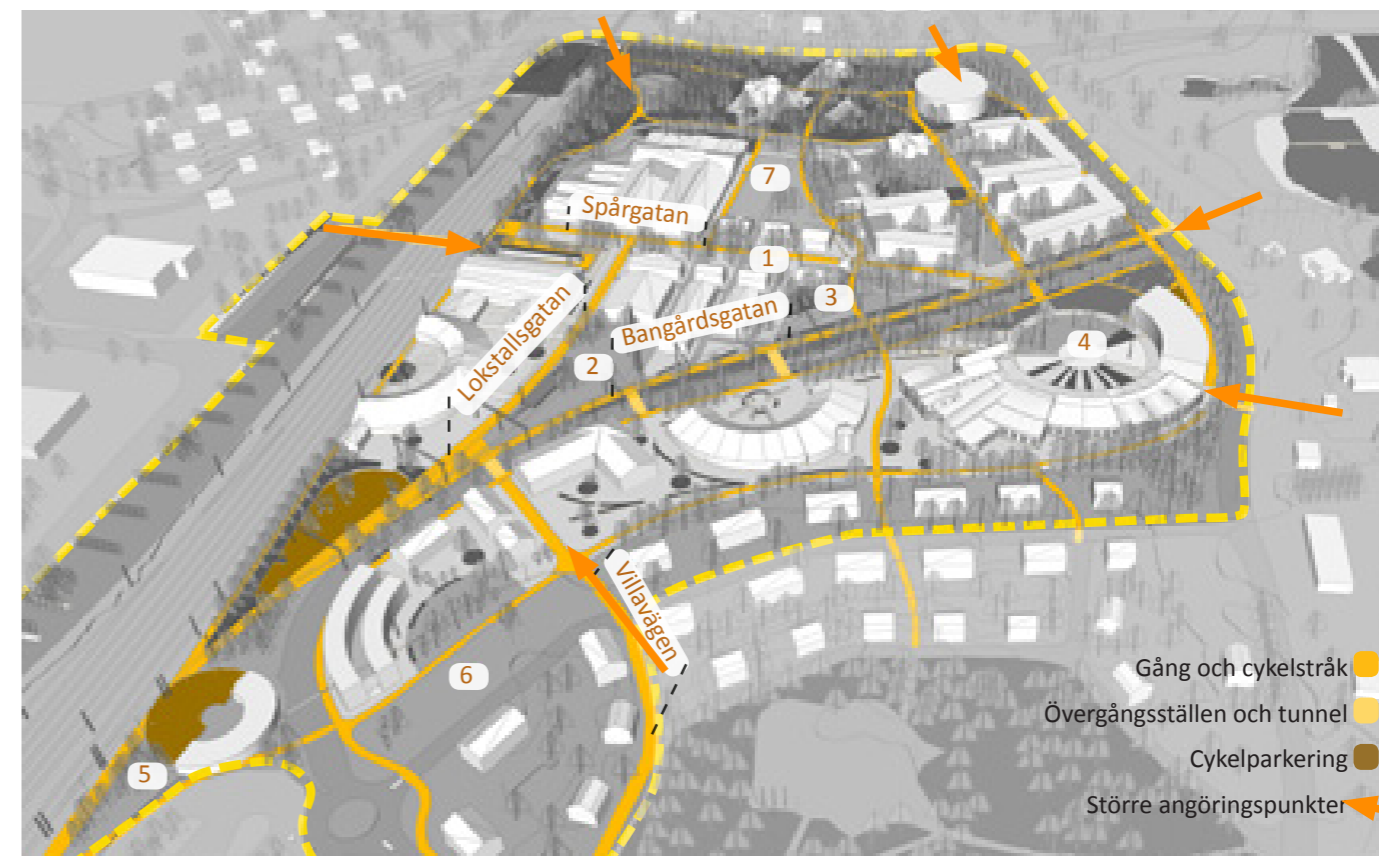 7
Spårgatan
1
3
Bangårdsgatan
Lokstallsgatan
2
4
Villavägen
6
5
Gång och cykelstråk
Övergångsställen och tunnel
Cykelparkering
Större angöringspunkter